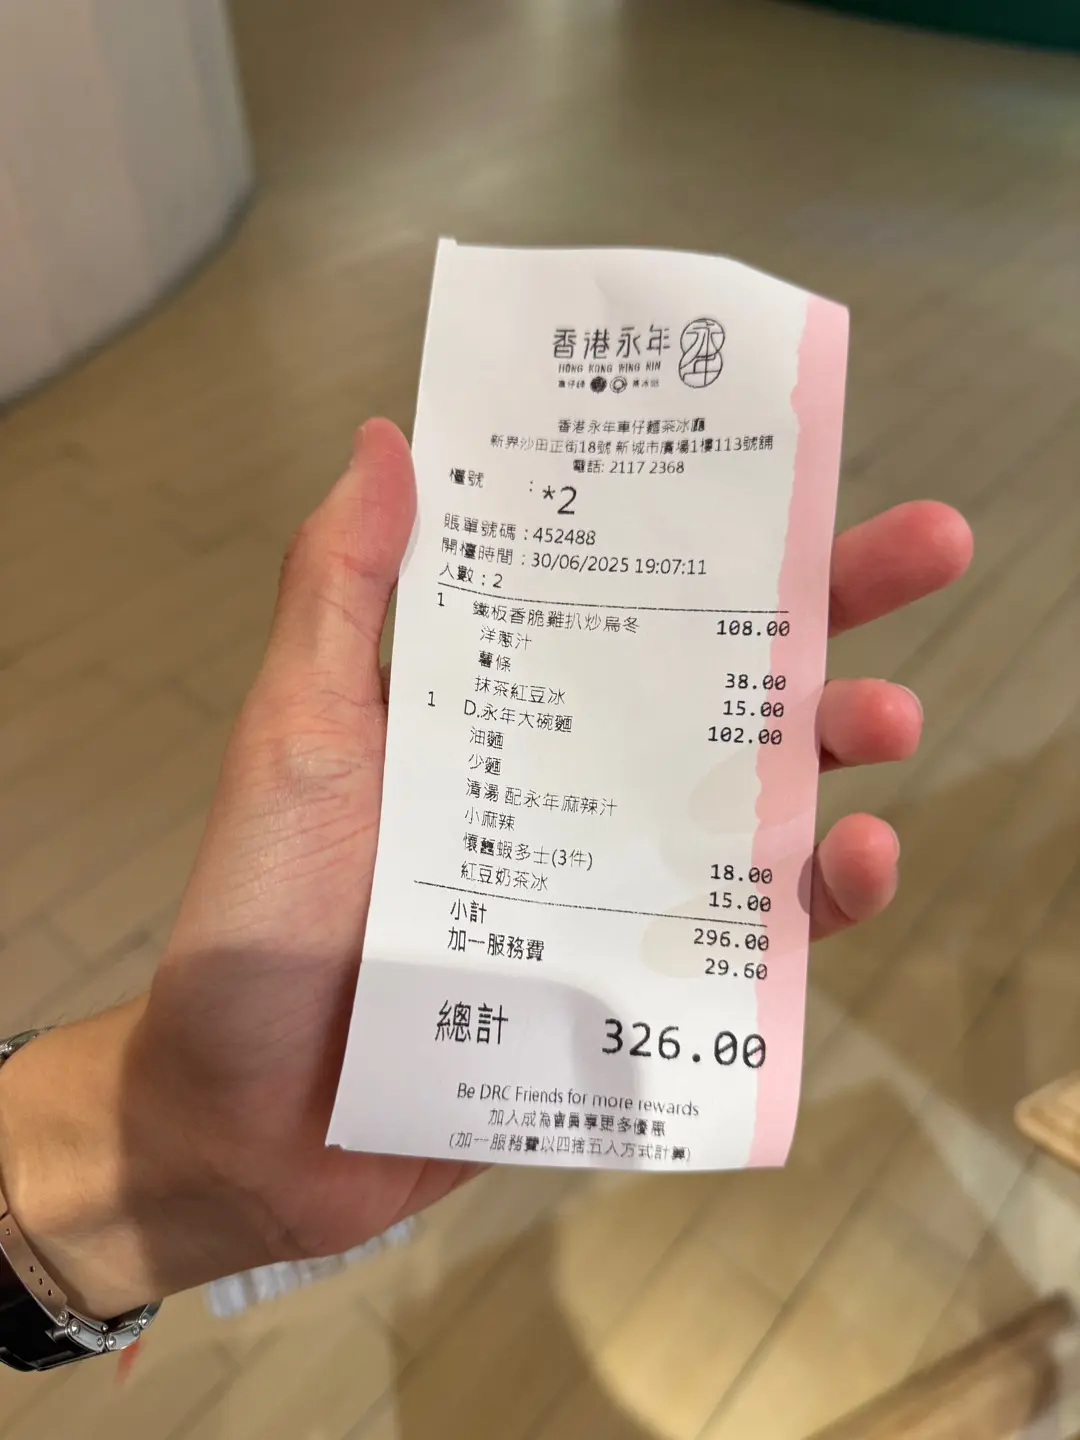 香港永年 永年
HONG KONG WING NIN
車仔麵 茶冰廳
香港永年車仔麵茶冰廳
新界沙田正街18號 新城市廣場1樓113號舖
電話: 2117 2368
檯號 : *2
賬單號碼 : 452488
開檯時間 : 30/06/2025 19:07:11
人數 : 2
1 鐵板香脆雞扒炒烏冬 108.00
洋蔥汁
薯條 38.00
抹茶紅豆冰 15.00
1 D.永年大碗麵 102.00
油麵
少麵
清湯 配永年麻辣汁
小麻辣
懷舊蝦多士(3件) 18.00
紅豆奶茶冰 15.00
小計 296.00
加一服務費 29.60
總計 326.00
Be DRC Friends for more rewards
加入成為會員享更多優惠
(加一服務費以四捨五入方式計算)